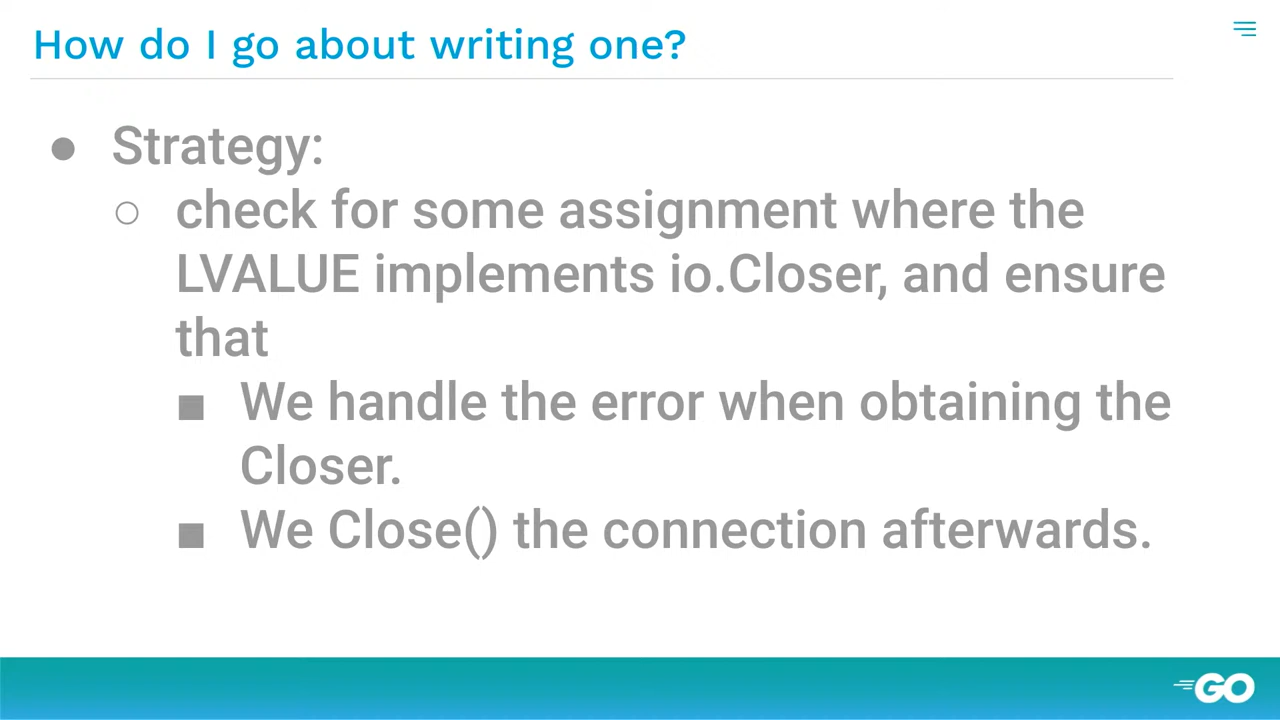 How do I go about writing one?
● Strategy:
○ check for some assignment where the
LVALUE implements io.Closer, and ensure
that
■ We handle the error when obtaining the
Closer.
■ We Close() the connection afterwards.
GO